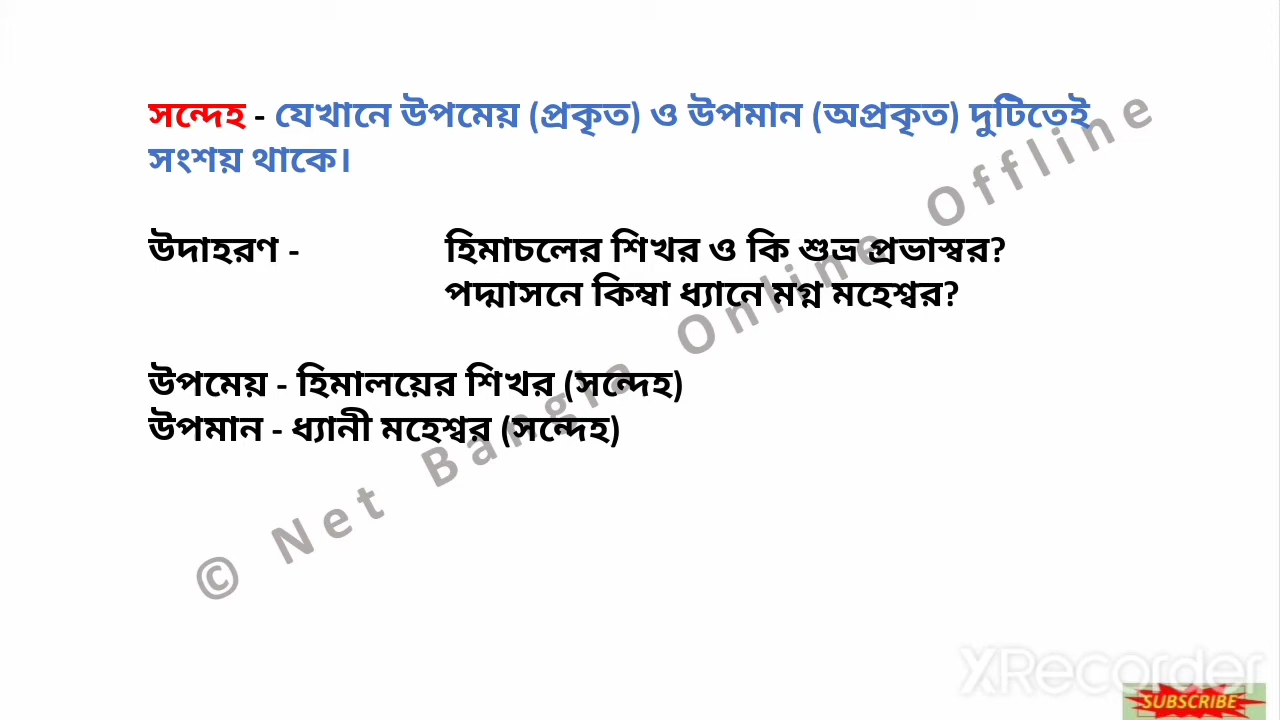 সন্দেহ - যেখানে উপমেয় (প্রকৃত) ও উপমান (অপ্রকৃত) দুটিতেই
সংশয় থাকে।
উদাহরণ - হিমাচলের শিখর ও কি শুভ্র প্রভাস্বর?
পদ্মাসনে কিম্বা ধ্যানে মগ্ন মহেশ্বর?
উপমেয় - হিমালয়ের শিখর (সন্দেহ)
উপমান - ধ্যানী মহেশ্বর (সন্দেহ)
© Net Bangla Online Offline
XRecorder
SUBSCRIBE